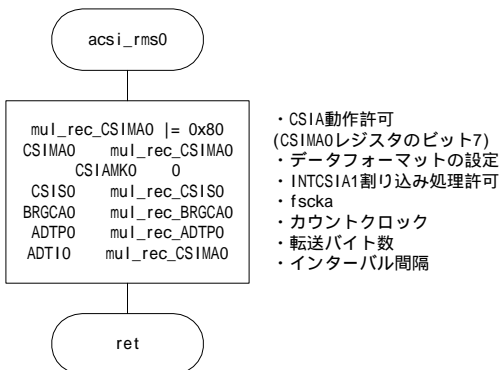 acsi_rms0
mul_rec_CSIMA0 |= 0x80
CSIMA0 mul_rec_CSIMA0
CSIAMK0 0
CSIS0 mul_rec_CSIS0
BRGCA0 mul_rec_BRGCA0
ADTP0 mul_rec_ADTP0
ADTI0 mul_rec_CSIMA0
・CSIA動作許可
(CSIMA0レジスタのビット7)
・データフォーマットの設定
・INTCSIA1割り込み処理許可
・fscka
・カウントクロック
・転送バイト数
・インターバル間隔
ret